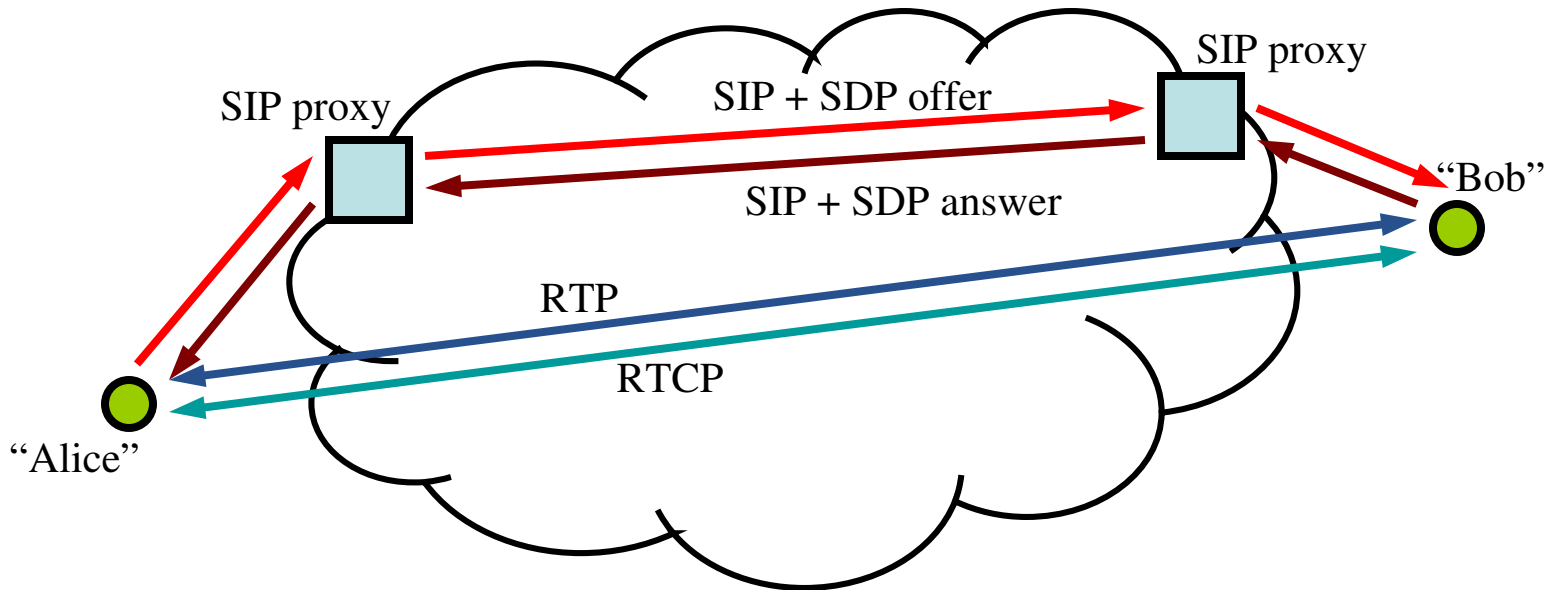 SIP proxy
SIP proxy
SIP + SDP offer
SIP + SDP answer
“Bob”
RTP
RTCP
“Alice”